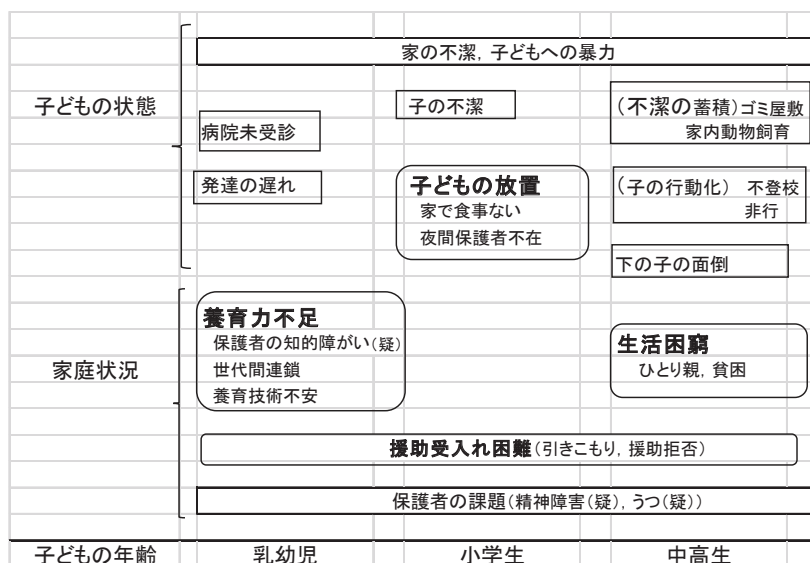 家の不潔，子どもへの暴力
子どもの状態
病院未受診
発達の遅れ
子の不潔
子どもの放置
家で食事ない
夜間保護者不在
(不潔の蓄積)ゴミ屋敷
家内動物飼育
(子の行動化) 不登校
非行
下の子の面倒
家庭状況
養育力不足
保護者の知的障がい(疑)
世代間連鎖
養育技術不安
生活困窮
ひとり親，貧困
援助受入れ困難(引きこもり，援助拒否)
保護者の課題(精神障害(疑)，うつ(疑))
子どもの年齢 乳幼児 小学生 中高生